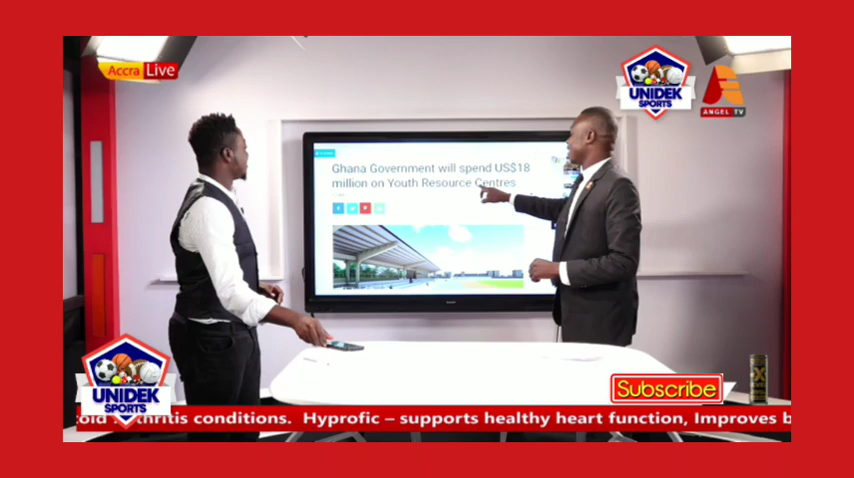 Accra Live
UNIDEK
SPORTS
ANGEL TV
Ghana Government will spend US$18
million on Youth Resource Centres
UNIDEK
SPORTS
Subscribe
arthritis conditions. Hyprofic – supports healthy heart function, Improves